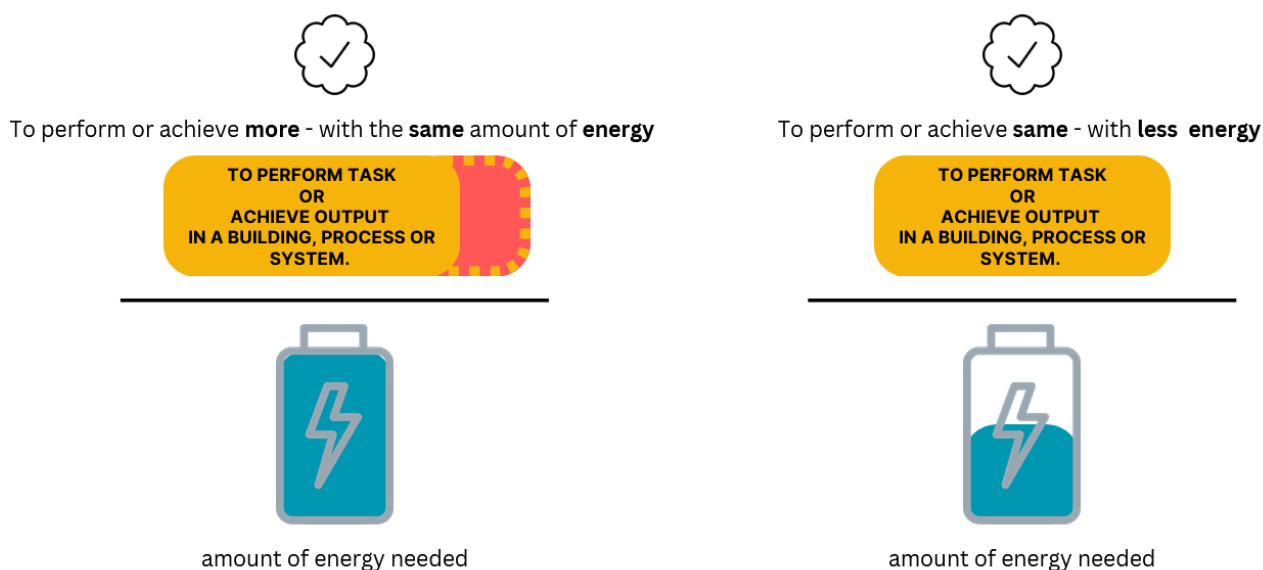 To perform or achieve more - with the same amount of energy
TO PERFORM TASK
OR
ACHIEVE OUTPUT
IN A BUILDING, PROCESS OR
SYSTEM.
amount of energy needed
To perform or achieve same - with less energy
TO PERFORM TASK
OR
ACHIEVE OUTPUT
IN A BUILDING, PROCESS OR
SYSTEM.
amount of energy needed